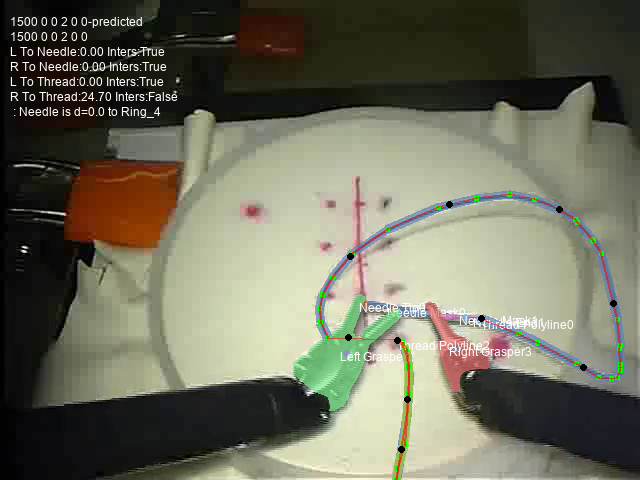 1500 0 0 2 0 0-predicted
1500 0 0 2 0 0
L To Needle:0.00 Inters:True
R To Needle:0.00 Inters:True
L To Thread:0.00 Inters:True
R To Thread:24.70 Inters:False
: Needle is d=0.0 to Ring_4
Needle
Thread Polyline0
Thread Polyline2
Left Graspe
Right Grasper3